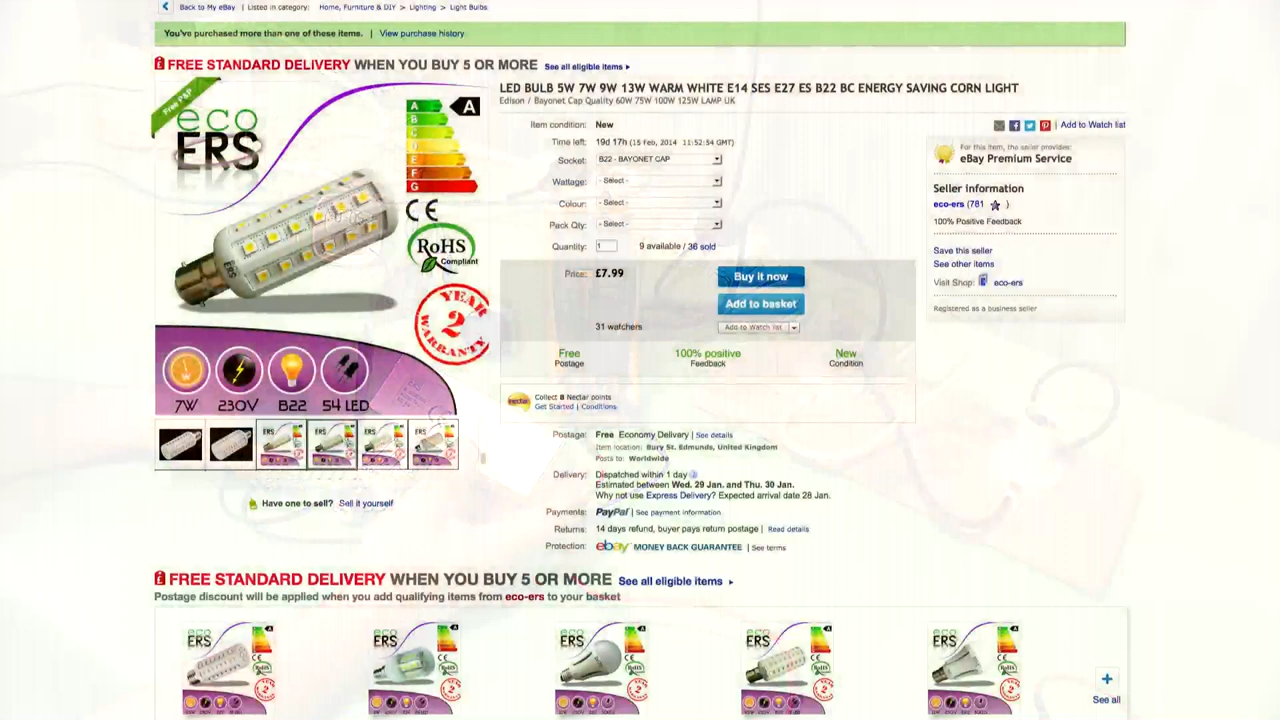 Back to My eBay | Listed in category: Home, Furniture & DIY > Lighting > Light Bulbs
You've purchased more than one of these items. | View purchase history
FREE STANDARD DELIVERY WHEN YOU BUY 5 OR MORE See all eligible items
Free P&P
eco
ERS
A
A
B
C
D
E
F
G
CE
RoHS
Compliant
2 YEAR WARRANTY
7W 230V B22 54 LED
Have one to sell? Sell it yourself
LED BULB 5W 7W 9W 13W WARM WHITE E14 SES E27 ES B22 BC ENERGY SAVING CORN LIGHT
Edison / Bayonet Cap Quality 60W 75W 100W 125W LAMP UK
Item condition: New
Time left: 19d 17h (15 Feb, 2014 11:52:54 GMT)
Socket: B22 - BAYONET CAP
Wattage: - Select -
Colour: - Select -
Pack Qty: - Select -
Quantity: 1 9 available / 36 sold
Price: £7.99 Buy it now
Add to basket
31 watchers Add to Watch list
Free 100% positive New
Postage Feedback Condition
nectar Collect 8 Nectar points
Get Started | Conditions
Postage: Free Economy Delivery | See details
Item location: Bury St. Edmunds, United Kingdom
Posts to: Worldwide
Delivery: Dispatched within 1 day
Estimated between Wed. 29 Jan. and Thu. 30 Jan.
Why not use Express Delivery? Expected arrival date 28 Jan.
Payments: PayPal | See payment information
Returns: 14 days refund, buyer pays return postage | Read details
Protection: ebay MONEY BACK GUARANTEE | See terms
Add to Watch list
For this item, the seller provides:
eBay Premium Service
Seller information
eco-ers (781 )
100% Positive Feedback
Save this seller
See other items
Visit Shop: eco-ers
Registered as a business seller
FREE STANDARD DELIVERY WHEN YOU BUY 5 OR MORE See all eligible items
Postage discount will be applied when you add qualifying items from eco-ers to your basket
eco ERS
eco ERS
eco ERS
eco ERS
eco ERS
See all